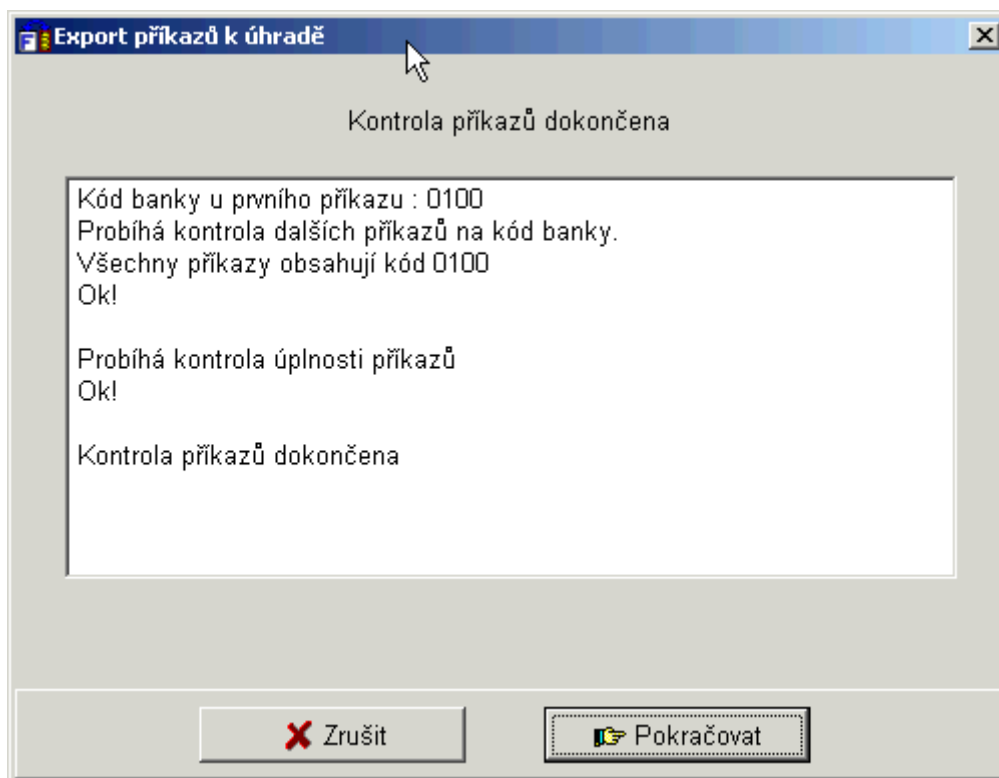 Export příkazů k úhradě
Kontrola příkazů dokončena
Kód banky u prvního příkazu : 0100
Probíhá kontrola dalších příkazů na kód banky.
Všechny příkazy obsahují kód 0100
Ok!
Probíhá kontrola úplnosti příkazů
Ok!
Kontrola příkazů dokončena
Zrušit
Pokračovat